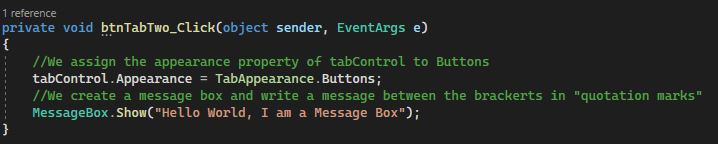 1 reference
private void btnTabTwo_Click(object sender, EventArgs e)
{
//We assign the appearance property of tabControl to Buttons
tabControl.Appearance = TabAppearance.Buttons;
//We create a message box and write a message between the brackerts in "quotation marks"
MessageBox.Show("Hello World, I am a Message Box");
}